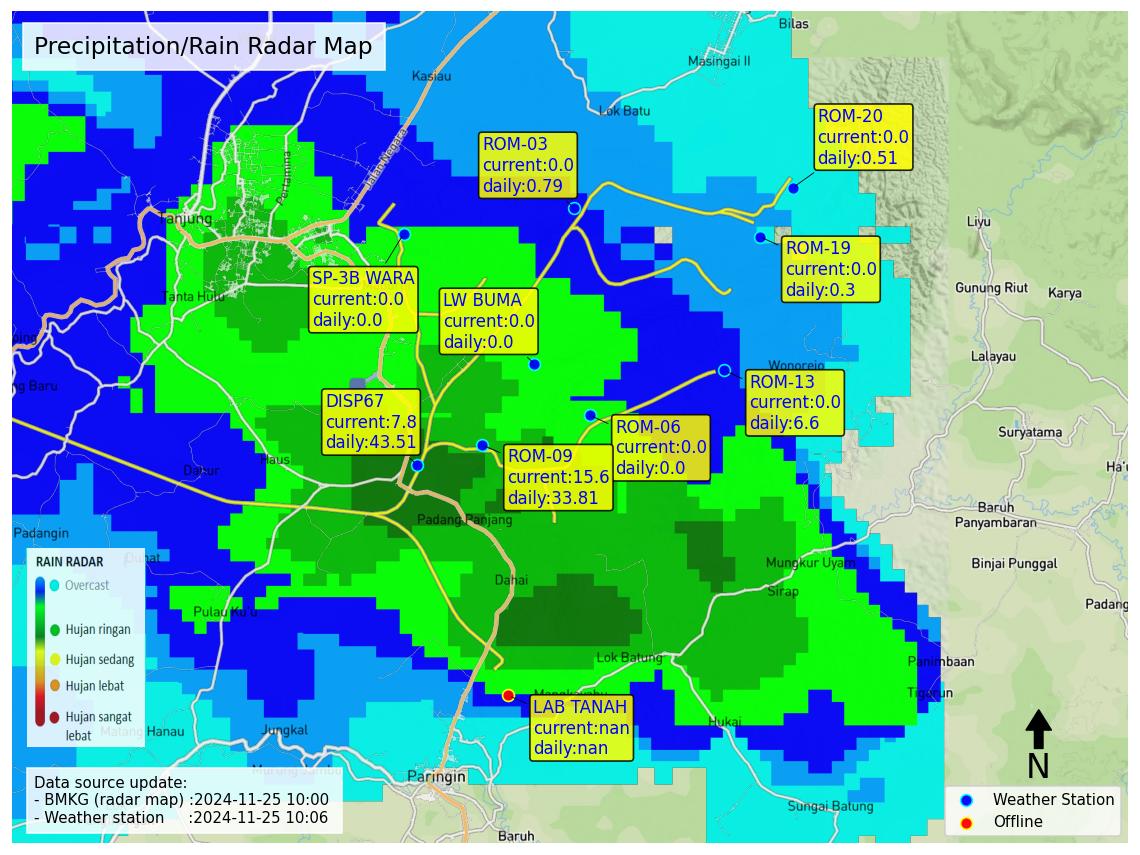 Precipitation/Rain Radar Map
Bilas
Masingai II
Kasiau
Lok Batu
Jalan Negara
Pertamina
ROM-20
current:0.0
daily:0.51
ROM-03
current:0.0
daily:0.79
Tanjung
Liyu
ROM-19
current:0.0
daily:0.3
SP-3B WARA
current:0.0
daily:0.0
Tanta Hulu
LW BUMA
current:0.0
daily:0.0
Gunung Riut
Karya
Lalayau
Wonorejo
ng Baru
ROM-13
current:0.0
daily:6.6
DISP67
current:7.8
daily:43.51
ROM-06
current:0.0
daily:0.0
Suryatama
ROM-09
current:15.6
daily:33.81
Haus
Dahur
Ha'u
Baruh
Panyambaran
Padang Panjang
Padangin
Binjai Punggal
Mungkur Uyam
Dahai
Sirap
Padang
Pulau Ku'u
RAIN RADAR
Overcast
Hujan ringan
Hujan sedang
Hujan lebat
Hujan sangat
lebat
Lok Batung
Panimbaan
Tigarun
LAB TANAH
current:nan
daily:nan
Hukai
Jungkal
Paringin
Data source update:
- BMKG (radar map) :2024-11-25 10:00
- Weather station :2024-11-25 10:06
N
Weather Station
Offline
Sungai Batung
Baruh